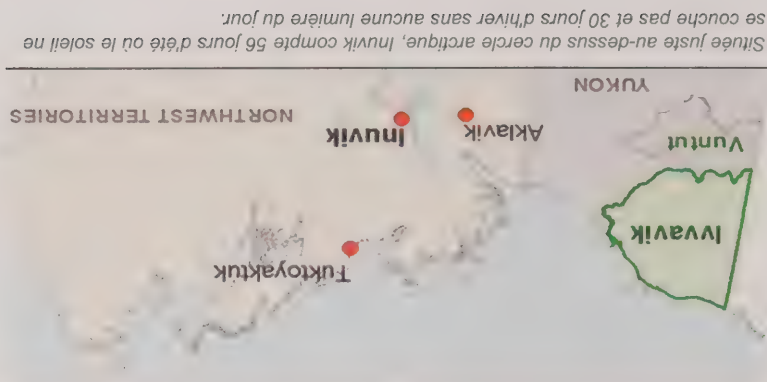 Tuktoyaktuk
Ivvavik
Vuntut
Aklavik
Inuvik
NORTHWEST TERRITORIES
YUKON
Située juste au-dessus du cercle arctique, Inuvik compte 56 jours d'été où le soleil ne
se couche pas et 30 jours d'hiver sans aucune lumière du jour.